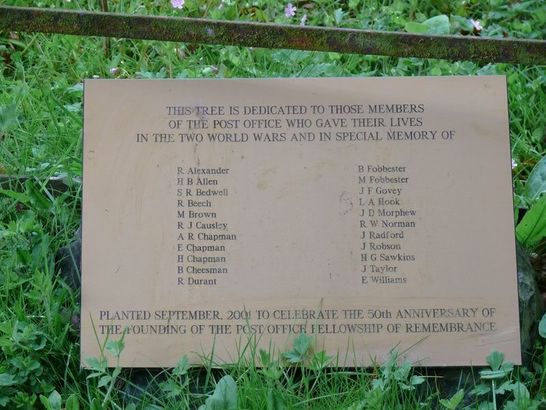 THIS TREE IS DEDICATED TO THOSE MEMBERS
OF THE POST OFFICE WHO GAVE THEIR LIVES
IN THE TWO WORLD WARS AND IN SPECIAL MEMORY OF
R Alexander
H B Allen
S R Bedwell
R Beech
M Brown
R J Causley
A R Chapman
E Chapman
H Chapman
B Cheesman
R Durant
B Fobbester
M Fobbester
J F Govey
L A Hook
J D Morphew
R W Norman
J Radford
J Robson
H G Sawkins
J Taylor
E Williams
PLANTED SEPTEMBER, 2001 TO CELEBRATE THE 50th ANNIVERSARY OF
THE FOUNDING OF THE POST OFFICE FELLOWSHIP OF REMEMBRANCE